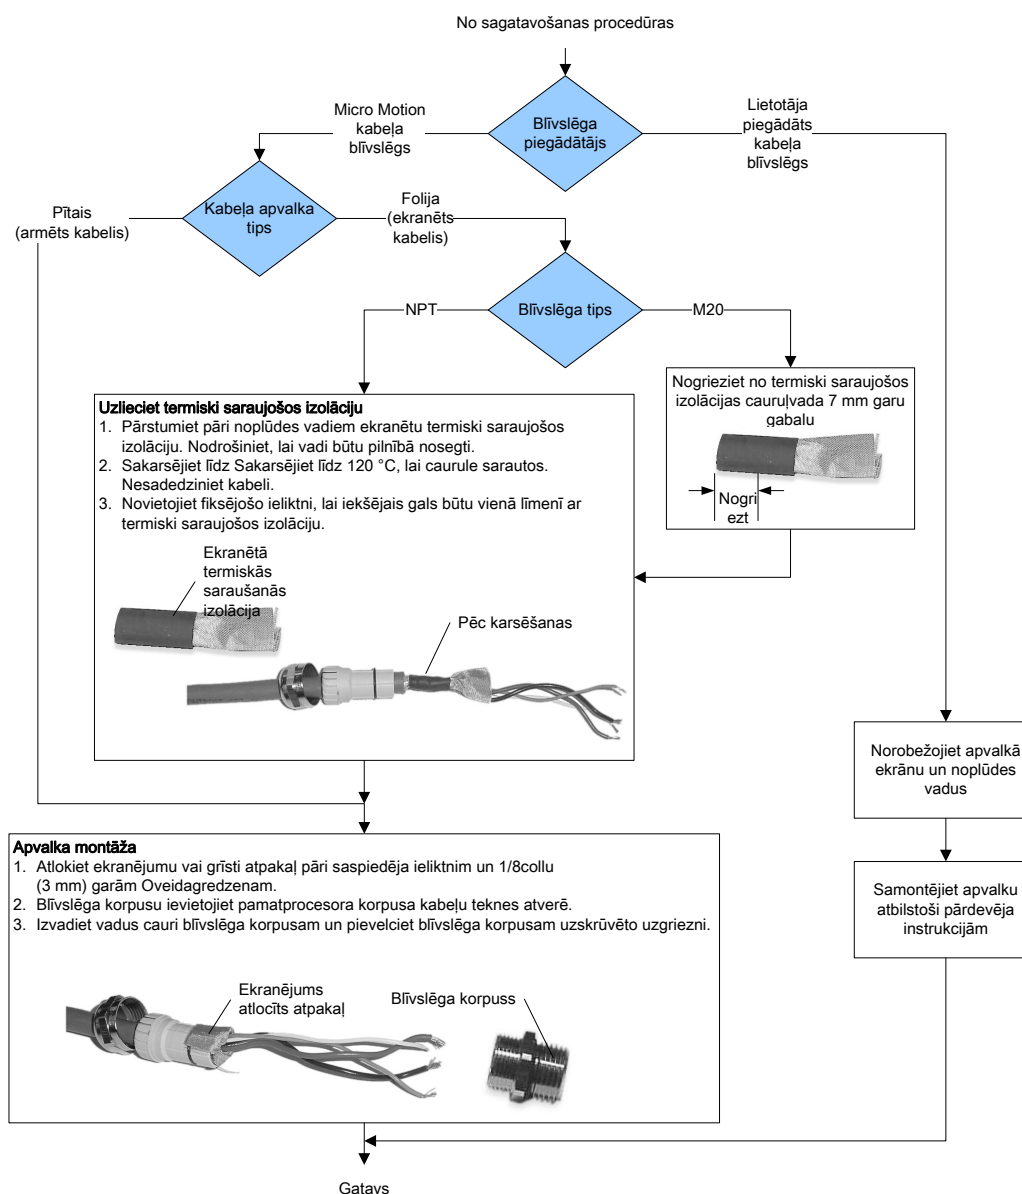 No sagatavošanas procedūras
Micro Motion
kabeļa
blīvslēgs
Blīvslēga
piegādātājs
Lietotāja
piegādāts
kabeļa
blīvslēgs
Pītais
(armēts kabelis)
Kabeļa apvalka
tips
Folija
(ekranēts
kabelis)
NPT
Blīvslēga tips
M20
Uzlieciet termiski saraujošos izolāciju
1. Pārstumiet pāri noplūdes vadiem ekranētu termiski saraujošos
izolāciju. Nodrošiniet, lai vadi būtu pilnībā nosegti.
2. Sakarsējiet līdz Sakarsējiet līdz 120 °C, lai caurule sarautos.
Nesadedziniet kabeli.
3. Novietojiet fiksējošo ieliktni, lai iekšējais gals būtu vienā līmenī ar
termiski saraujošos izolāciju.
Ekranētā
termiskās
saraušanās
izolācija
Pēc karsēšanas
Nogrieziet no termiski saraujošos
izolācijas cauruļvada 7 mm garu
gabalu
Nogri
ezt
Norobežojiet apvalkā
ekrānu un noplūdes
vadus
Apvalka montāža
1. Atlokiet ekranējumu vai grīsti atpakaļ pāri saspiedēja ieliktnim un 1/8collu
(3 mm) garām Oveidagredzenam.
2. Blīvslēga korpusu ievietojiet pamatprocesora korpusa kabeļu teknes atverē.
3. Izvadiet vadus cauri blīvslēga korpusam un pievelciet blīvslēga korpusam uzskrūvēto uzgriezni.
Ekranējums
atlocīts atpakaļ
Blīvslēga korpuss
Samontējiet apvalku
atbilstoši pārdevēja
instrukcijām
Gatavs